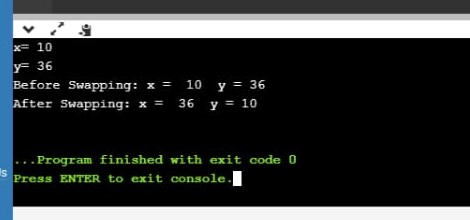 x= 10
y= 36
Before Swapping: x =  10  y = 36
After Swapping: x =  36  y = 10
...Program finished with exit code 0
Press ENTER to exit console.